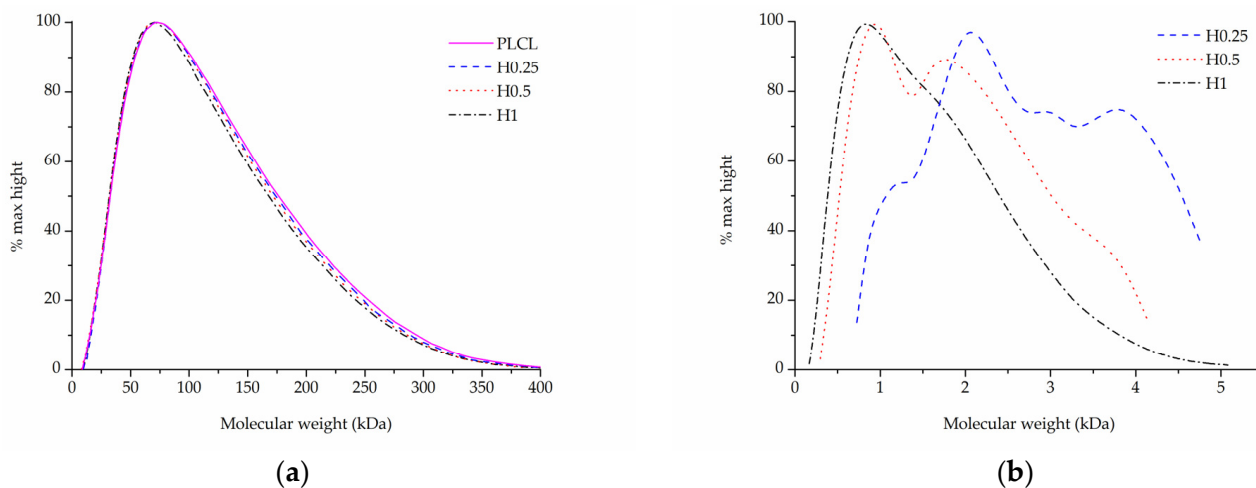 100
80
60
40
20
0
% max hight
0 50 100 150 200 250 300 350 400
Molecular weight (kDa)
PLCL
H0.25
H0.5
H1
(a)
100
80
60
40
20
0
% max hight
0 1 2 3 4 5
Molecular weight (kDa)
H0.25
H0.5
H1
(b)